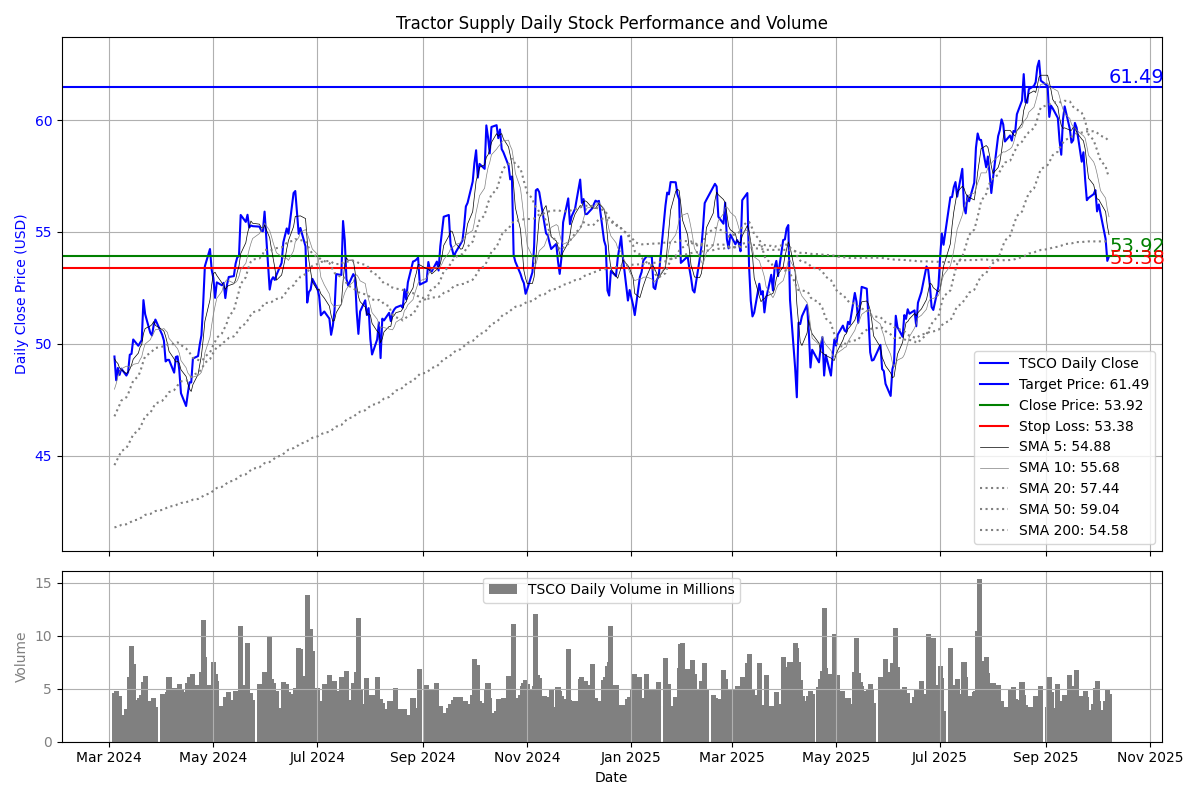 Tractor Supply Daily Stock Performance and Volume
Daily Close Price (USD)
60
55
50
45
61.49
53.92
53.38
TSCO Daily Close
Target Price: 61.49
Close Price: 53.92
Stop Loss: 53.38
SMA 5: 54.88
SMA 10: 55.68
SMA 20: 57.44
SMA 50: 59.04
SMA 200: 54.58
Volume
15
10
5
0
TSCO Daily Volume in Millions
Mar 2024 May 2024 Jul 2024 Sep 2024 Nov 2024 Jan 2025 Mar 2025 May 2025 Jul 2025 Sep 2025 Nov 2025
Date